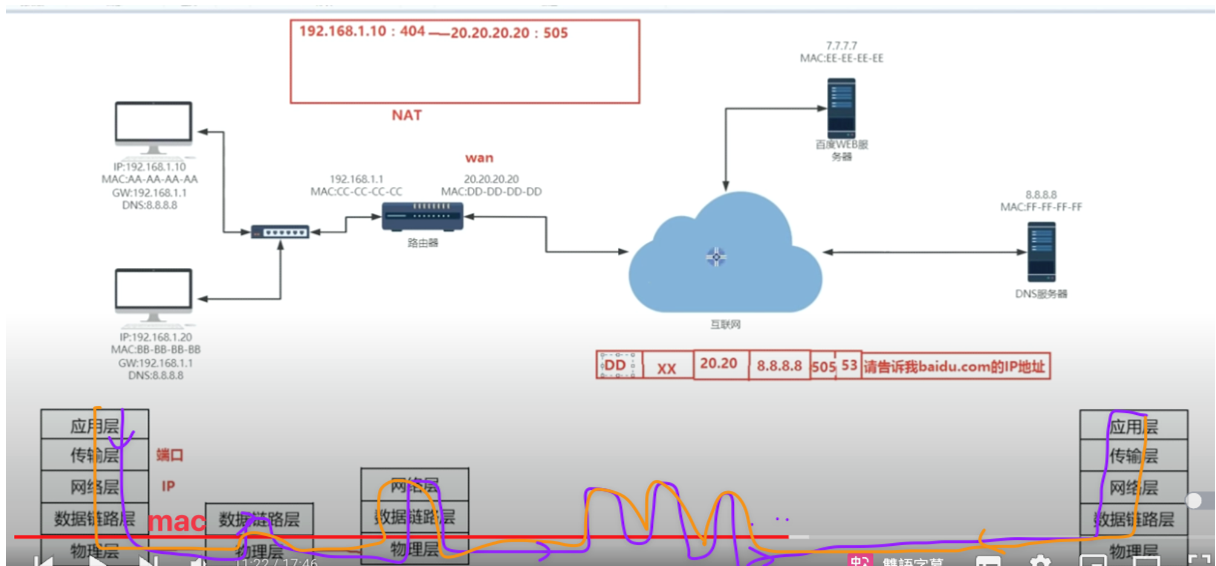 192.168.1.10：404 — 20.20.20.20：505
NAT
7.7.7.7
MAC:EE-EE-EE-EE
百度WEB服
务器
IP:192.168.1.10
MAC:AA-AA-AA-AA
GW:192.168.1.1
DNS:8.8.8.8
wan
192.168.1.1
MAC:CC-CC-CC-CC
20.20.20.20
MAC:DD-DD-DD-DD
路由器
8.8.8.8
MAC:FF-FF-FF-FF
DNS服务器
互联网
IP:192.168.1.20
MAC:BB-BB-BB-BB
GW:192.168.1.1
DNS:8.8.8.8
DD XX 20.20 8.8.8.8 505 53 请告诉我baidu.com的IP地址
应用层
传输层 端口
网络层 IP
数据链路层 mac
物理层
数据链路层
物理层
网络层
数据链路层
物理层
应用层
传输层
网络层
数据链路层
物理层
11:22 / 17:46
中
雙語字幕